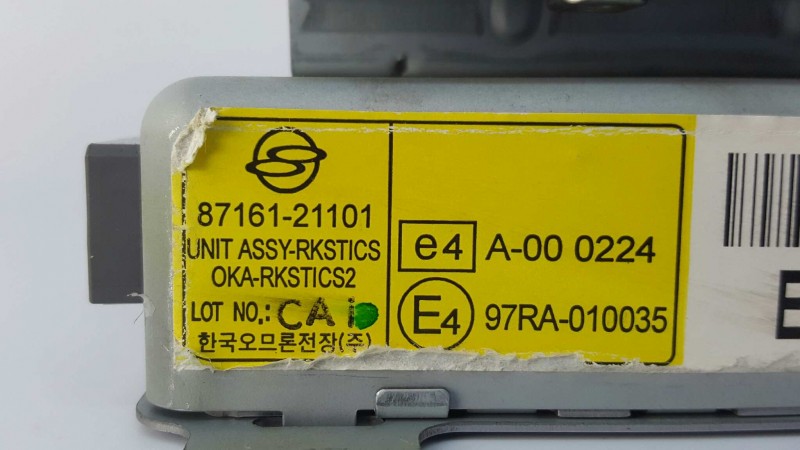 87161-21101
UNIT ASSY-RKSTICS
OKA-RKSTICS2
LOT NO.: CA1
한국오므론전장(주)
e4 A-00 0224
E4 97RA-010035